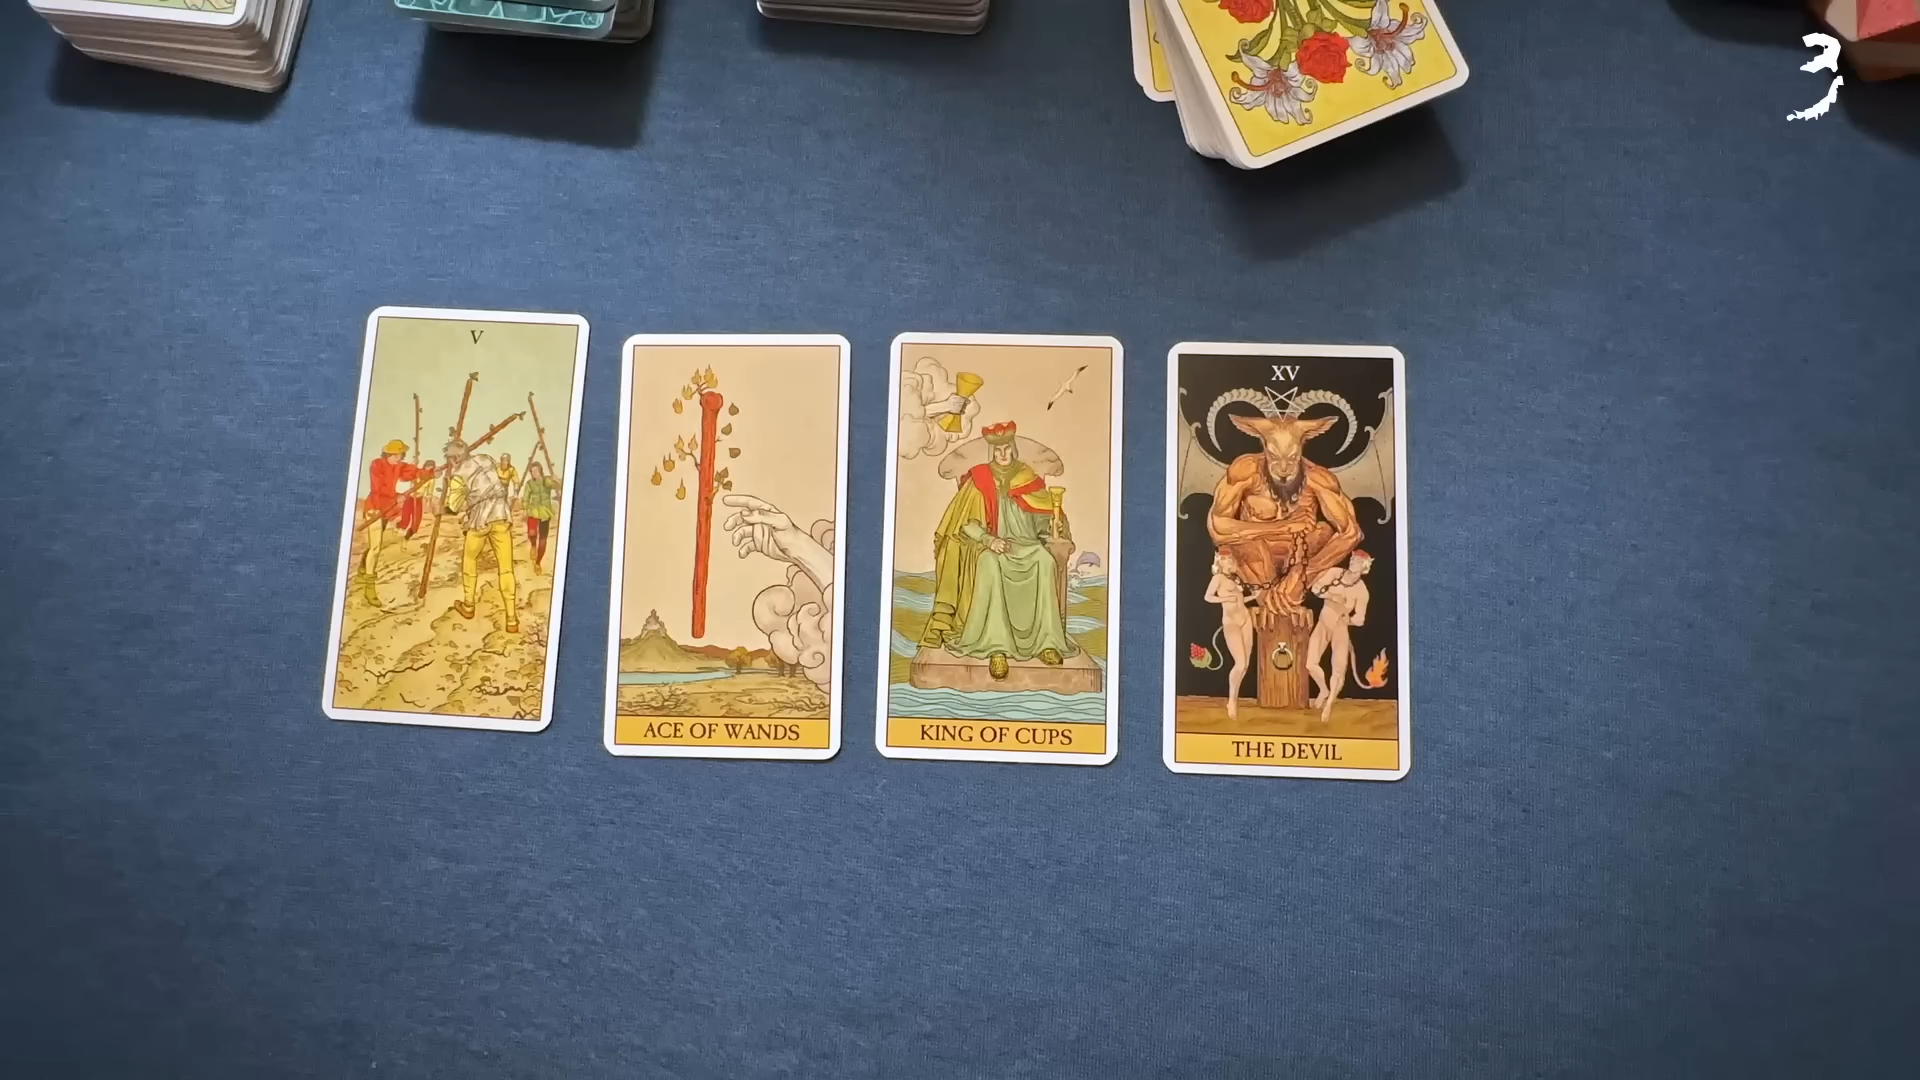 V
ACE OF WANDS
KING OF CUPS
XV
THE DEVIL